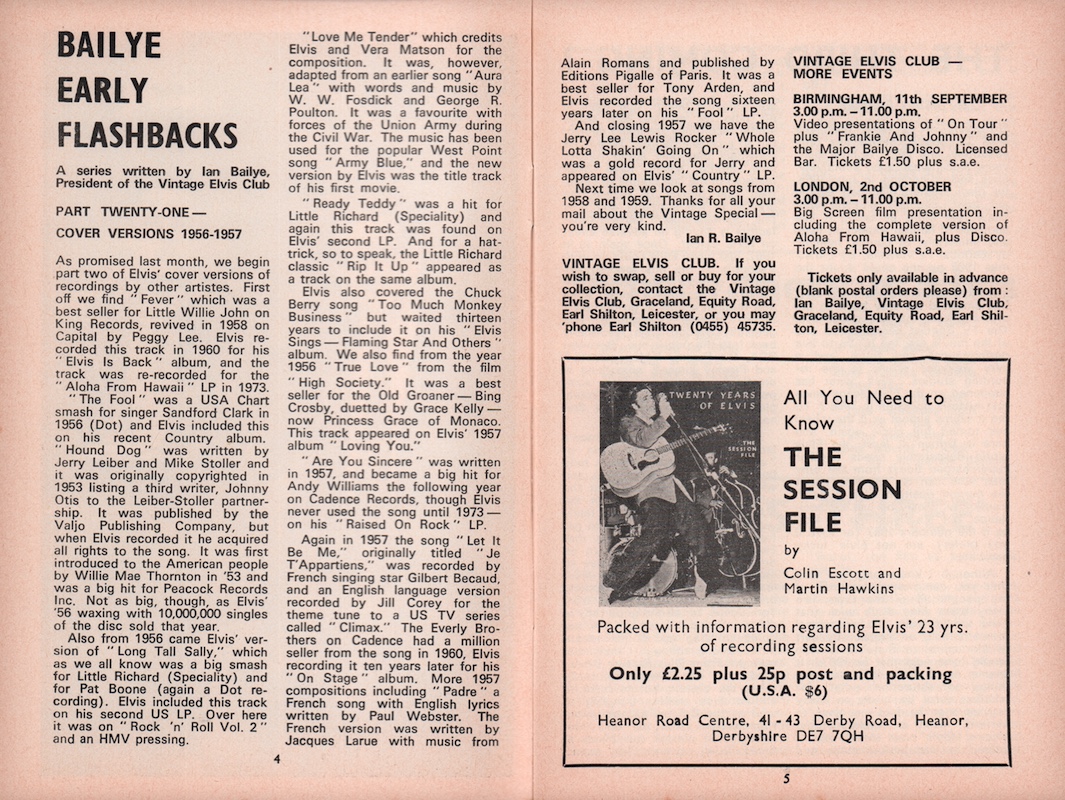 BAILYE
EARLY
FLASHBACKS
A series written by Ian Bailye,
President of the Vintage Elvis Club
PART TWENTY-ONE —
COVER VERSIONS 1956-1957
As promised last month, we begin
part two of Elvis' cover versions of
recordings by other artistes. First
off we find "Fever" which was a
best seller for Little Willie John on
King Records, revived in 1958 on
Capital by Peggy Lee. Elvis re-
corded this track in 1960 for his
"Elvis Is Back" album, and the
track was re-recorded for the
"Aloha From Hawaii" LP in 1973.
"The Fool" was a USA Chart
smash for singer Sandford Clark in
1956 (Dot) and Elvis included this
on his recent Country album.
"Hound Dog" was written by
Jerry Leiber and Mike Stoller and
it was originally copyrighted in
1953 listing a third writer, Johnny
Otis to the Leiber-Stoller partner-
ship. It was published by the
Valjo Publishing Company, but
when Elvis recorded it he acquired
all rights to the song. It was first
introduced to the American people
by Willie Mae Thornton in '53 and
was a big hit for Peacock Records
Inc. Not as big, though, as Elvis'
'56 waxing with 10,000,000 singles
of the disc sold that year.
Also from 1956 came Elvis' ver-
sion of "Long Tall Sally," which
as we all know was a big smash
for Little Richard (Speciality) and
for Pat Boone (again a Dot re-
cording). Elvis included this track
on his second US LP. Over here
it was on "Rock 'n' Roll Vol. 2"
and an HMV pressing.
"Love Me Tender" which credits
Elvis and Vera Matson for the
composition. It was, however,
adapted from an earlier song "Aura
Lea" with words and music by
W. W. Fosdick and George R.
Poulton. It was a favourite with
forces of the Union Army during
the Civil War. The music has been
used for the popular West Point
song "Army Blue," and the new
version by Elvis was the title track
of his first movie.
"Ready Teddy" was a hit for
Little Richard (Speciality) and
again this track was found on
Elvis' second LP. And for a hat-
trick, so to speak, the Little Richard
classic "Rip It Up" appeared as
a track on the same album.
Elvis also covered the Chuck
Berry song "Too Much Monkey
Business" but waited thirteen
years to include it on his "Elvis
Sings — Flaming Star And Others"
album. We also find from the year
1956 "True Love" from the film
"High Society." It was a best
seller for the Old Groaner — Bing
Crosby, duetted by Grace Kelly —
now Princess Grace of Monaco.
This track appeared on Elvis' 1957
album "Loving You."
"Are You Sincere" was written
in 1957, and became a big hit for
Andy Williams the following year
on Cadence Records, though Elvis
never used the song until 1973 —
on his "Raised On Rock" LP.
Again in 1957 the song "Let It
Be Me," originally titled "Je
T'Appartiens," was recorded by
French singing star Gilbert Becaud,
and an English language version
recorded by Jill Corey for the
theme tune to a US TV series
called "Climax." The Everly Bro-
thers on Cadence had a million
seller from the song in 1960, Elvis
recording it ten years later for his
"On Stage" album. More 1957
compositions including "Padre" a
French song with English lyrics
written by Paul Webster. The
French version was written by
Jacques Larue with music from
4
Alain Romans and published by
Editions Pigalle of Paris. It was a
best seller for Tony Arden, and
Elvis recorded the song sixteen
years later on his "Fool" LP.
And closing 1957 we have the
Jerry Lee Lewis Rocker "Whole
Lotta Shakin' Going On" which
was a gold record for Jerry and
appeared on Elvis' "Country" LP.
Next time we look at songs from
1958 and 1959. Thanks for all your
mail about the Vintage Special —
you're very kind.
Ian R. Bailye
VINTAGE ELVIS CLUB. If you
wish to swap, sell or buy for your
collection, contact the Vintage
Elvis Club, Graceland, Equity Road,
Earl Shilton, Leicester, or you may
'phone Earl Shilton (0455) 45735.
VINTAGE ELVIS CLUB —
MORE EVENTS
BIRMINGHAM, 11th SEPTEMBER
3.00 p.m. – 11.00 p.m.
Video presentations of "On Tour"
plus "Frankie And Johnny" and
the Major Bailye Disco. Licensed
Bar. Tickets £1.50 plus s.a.e.
LONDON, 2nd OCTOBER
3.00 p.m. – 11.00 p.m.
Big Screen film presentation in-
cluding the complete version of
Aloha From Hawaii, plus Disco.
Tickets £1.50 plus s.a.e.
Tickets only available in advance
(blank postal orders please) from:
Ian Bailye, Vintage Elvis Club,
Graceland, Equity Road, Earl Shil-
ton, Leicester.
TWENTY YEARS
OF ELVIS
THE
SESSION
FILE
All You Need to
Know
THE
SESSION
FILE
by
Colin Escott and
Martin Hawkins
Packed with information regarding Elvis' 23 yrs.
of recording sessions
Only £2.25 plus 25p post and packing
(U.S.A. $6)
Heanor Road Centre, 41 - 43 Derby Road, Heanor,
Derbyshire DE7 7QH
5